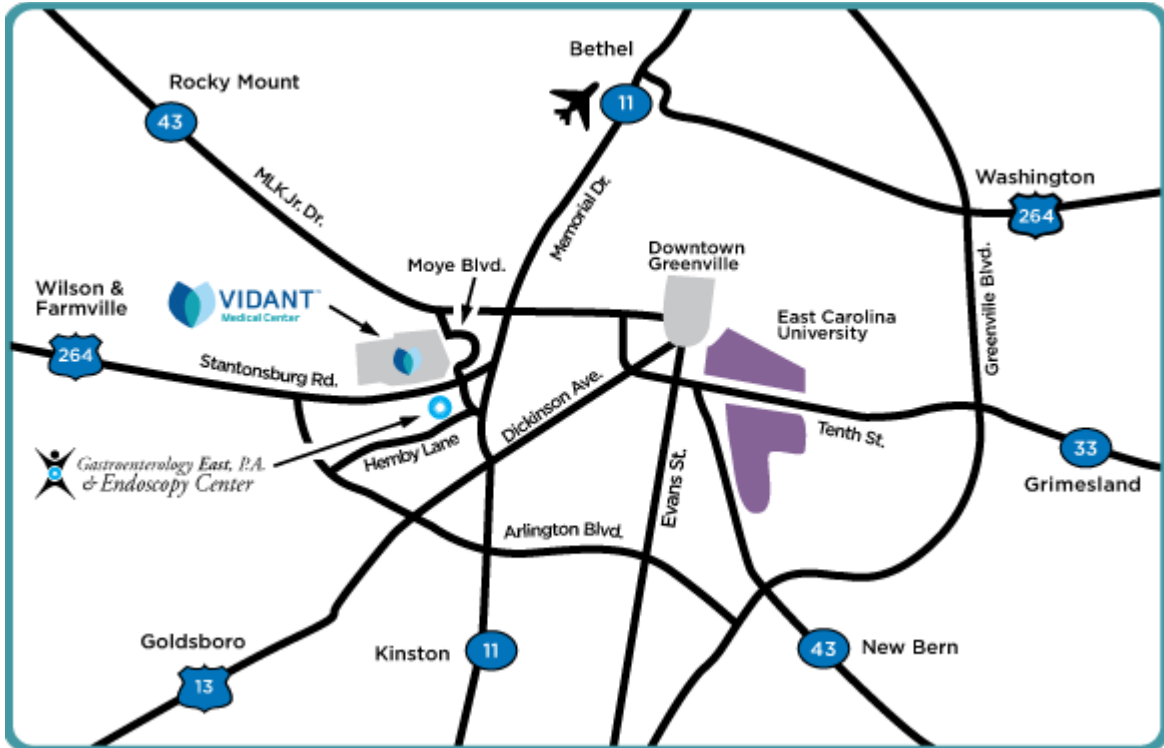 Bethel
11
Rocky Mount
43
MLK Jr. Dr.
Memorial Dr.
Washington
264
Greenville Blvd.
Moye Blvd.
Downtown
Greenville
Wilson &
Farmville
264
VIDANT™
Medical Center
East Carolina
University
Stantonsburg Rd.
Dickinson Ave.
Tenth St.
33
Grimesland
Hemby Lane
Gastroenterology East, P.A.
& Endoscopy Center
Evans St.
Arlington Blvd.
Goldsboro
13
Kinston
11
43
New Bern